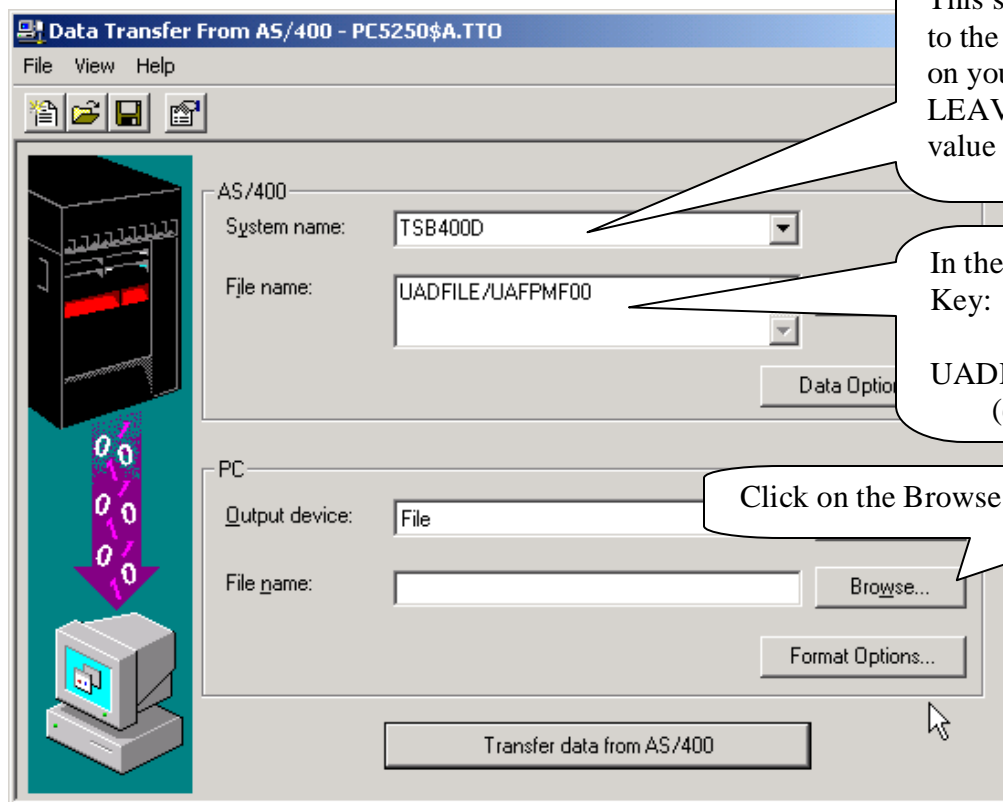 Data Transfer From AS/400 - PC5250$A.TTO
File View Help
to the
on you
LEAV
value
AS/400
System name: TSB400D
File name: UADFILE/UAFPMF00
In the
Key:
UADF
(
Data Optio
PC
Output device: File
Click on the Browse
File name:
Browse...
Format Options...
Transfer data from AS/400